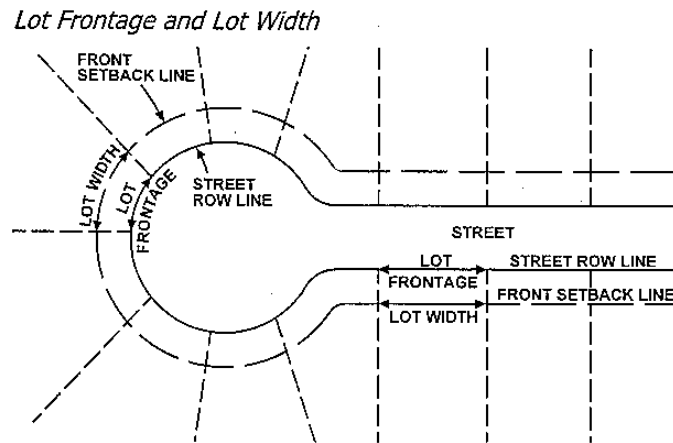 Lot Frontage and Lot Width
FRONT
SETBACK LINE
LOT WIDTH
LOT
FRONTAGE
STREET
ROW LINE
STREET
LOT
FRONTAGE
STREET ROW LINE
FRONT SETBACK LINE
LOT WIDTH